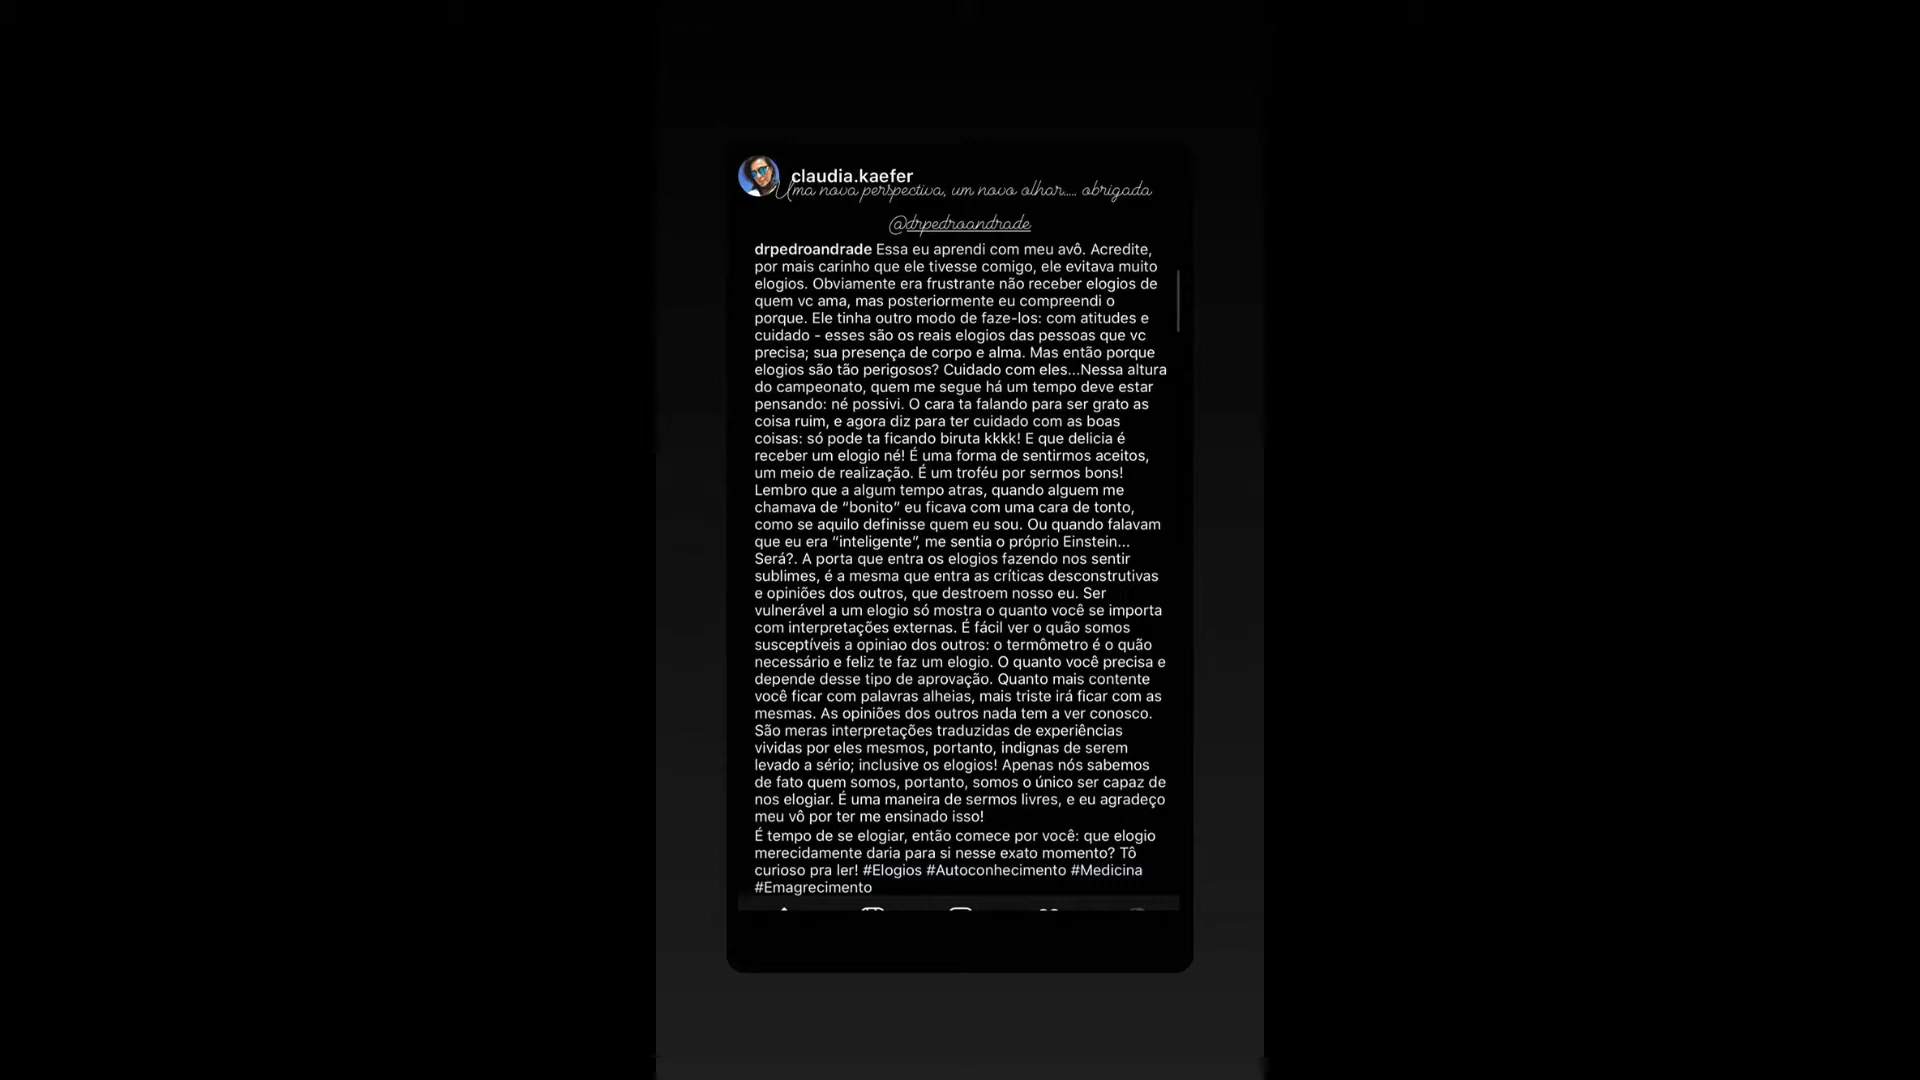 claudia.kaefer
Uma nova perspectiva, um novo olhar..... obrigada
@drpedroandrade
drpedroandrade Essa eu aprendi com meu avô. Acredite,
por mais carinho que ele tivesse comigo, ele evitava muito
elogios. Obviamente era frustrante não receber elogios de
quem vc ama, mas posteriormente eu compreendi o
porque. Ele tinha outro modo de faze-los: com atitudes e
cuidado - esses são os reais elogios das pessoas que vc
precisa; sua presença de corpo e alma. Mas então porque
elogios são tão perigosos? Cuidado com eles...Nessa altura
do campeonato, quem me segue há um tempo deve estar
pensando: né possivi. O cara ta falando para ser grato as
coisa ruim, e agora diz para ter cuidado com as boas
coisas: só pode ta ficando biruta kkkk! E que delicia é
receber um elogio né! É uma forma de sentirmos aceitos,
um meio de realização. É um troféu por sermos bons!
Lembro que a algum tempo atras, quando alguem me
chamava de “bonito” eu ficava com uma cara de tonto,
como se aquilo definisse quem eu sou. Ou quando falavam
que eu era “inteligente”, me sentia o próprio Einstein...
Será?. A porta que entra os elogios fazendo nos sentir
sublimes, é a mesma que entra as críticas desconstrutivas
e opiniões dos outros, que destroem nosso eu. Ser
vulnerável a um elogio só mostra o quanto você se importa
com interpretações externas. É fácil ver o quão somos
susceptíveis a opiniao dos outros: o termômetro é o quão
necessário e feliz te faz um elogio. O quanto você precisa e
depende desse tipo de aprovação. Quanto mais contente
você ficar com palavras alheias, mais triste irá ficar com as
mesmas. As opiniões dos outros nada tem a ver conosco.
São meras interpretações traduzidas de experiências
vividas por eles mesmos, portanto, indignas de serem
levado a sério; inclusive os elogios! Apenas nós sabemos
de fato quem somos, portanto, somos o único ser capaz de
nos elogiar. É uma maneira de sermos livres, e eu agradeço
meu vô por ter me ensinado isso!
É tempo de se elogiar, então comece por você: que elogio
merecidamente daria para si nesse exato momento? Tô
curioso pra ler! #Elogios #Autoconhecimento #Medicina
#Emagrecimento